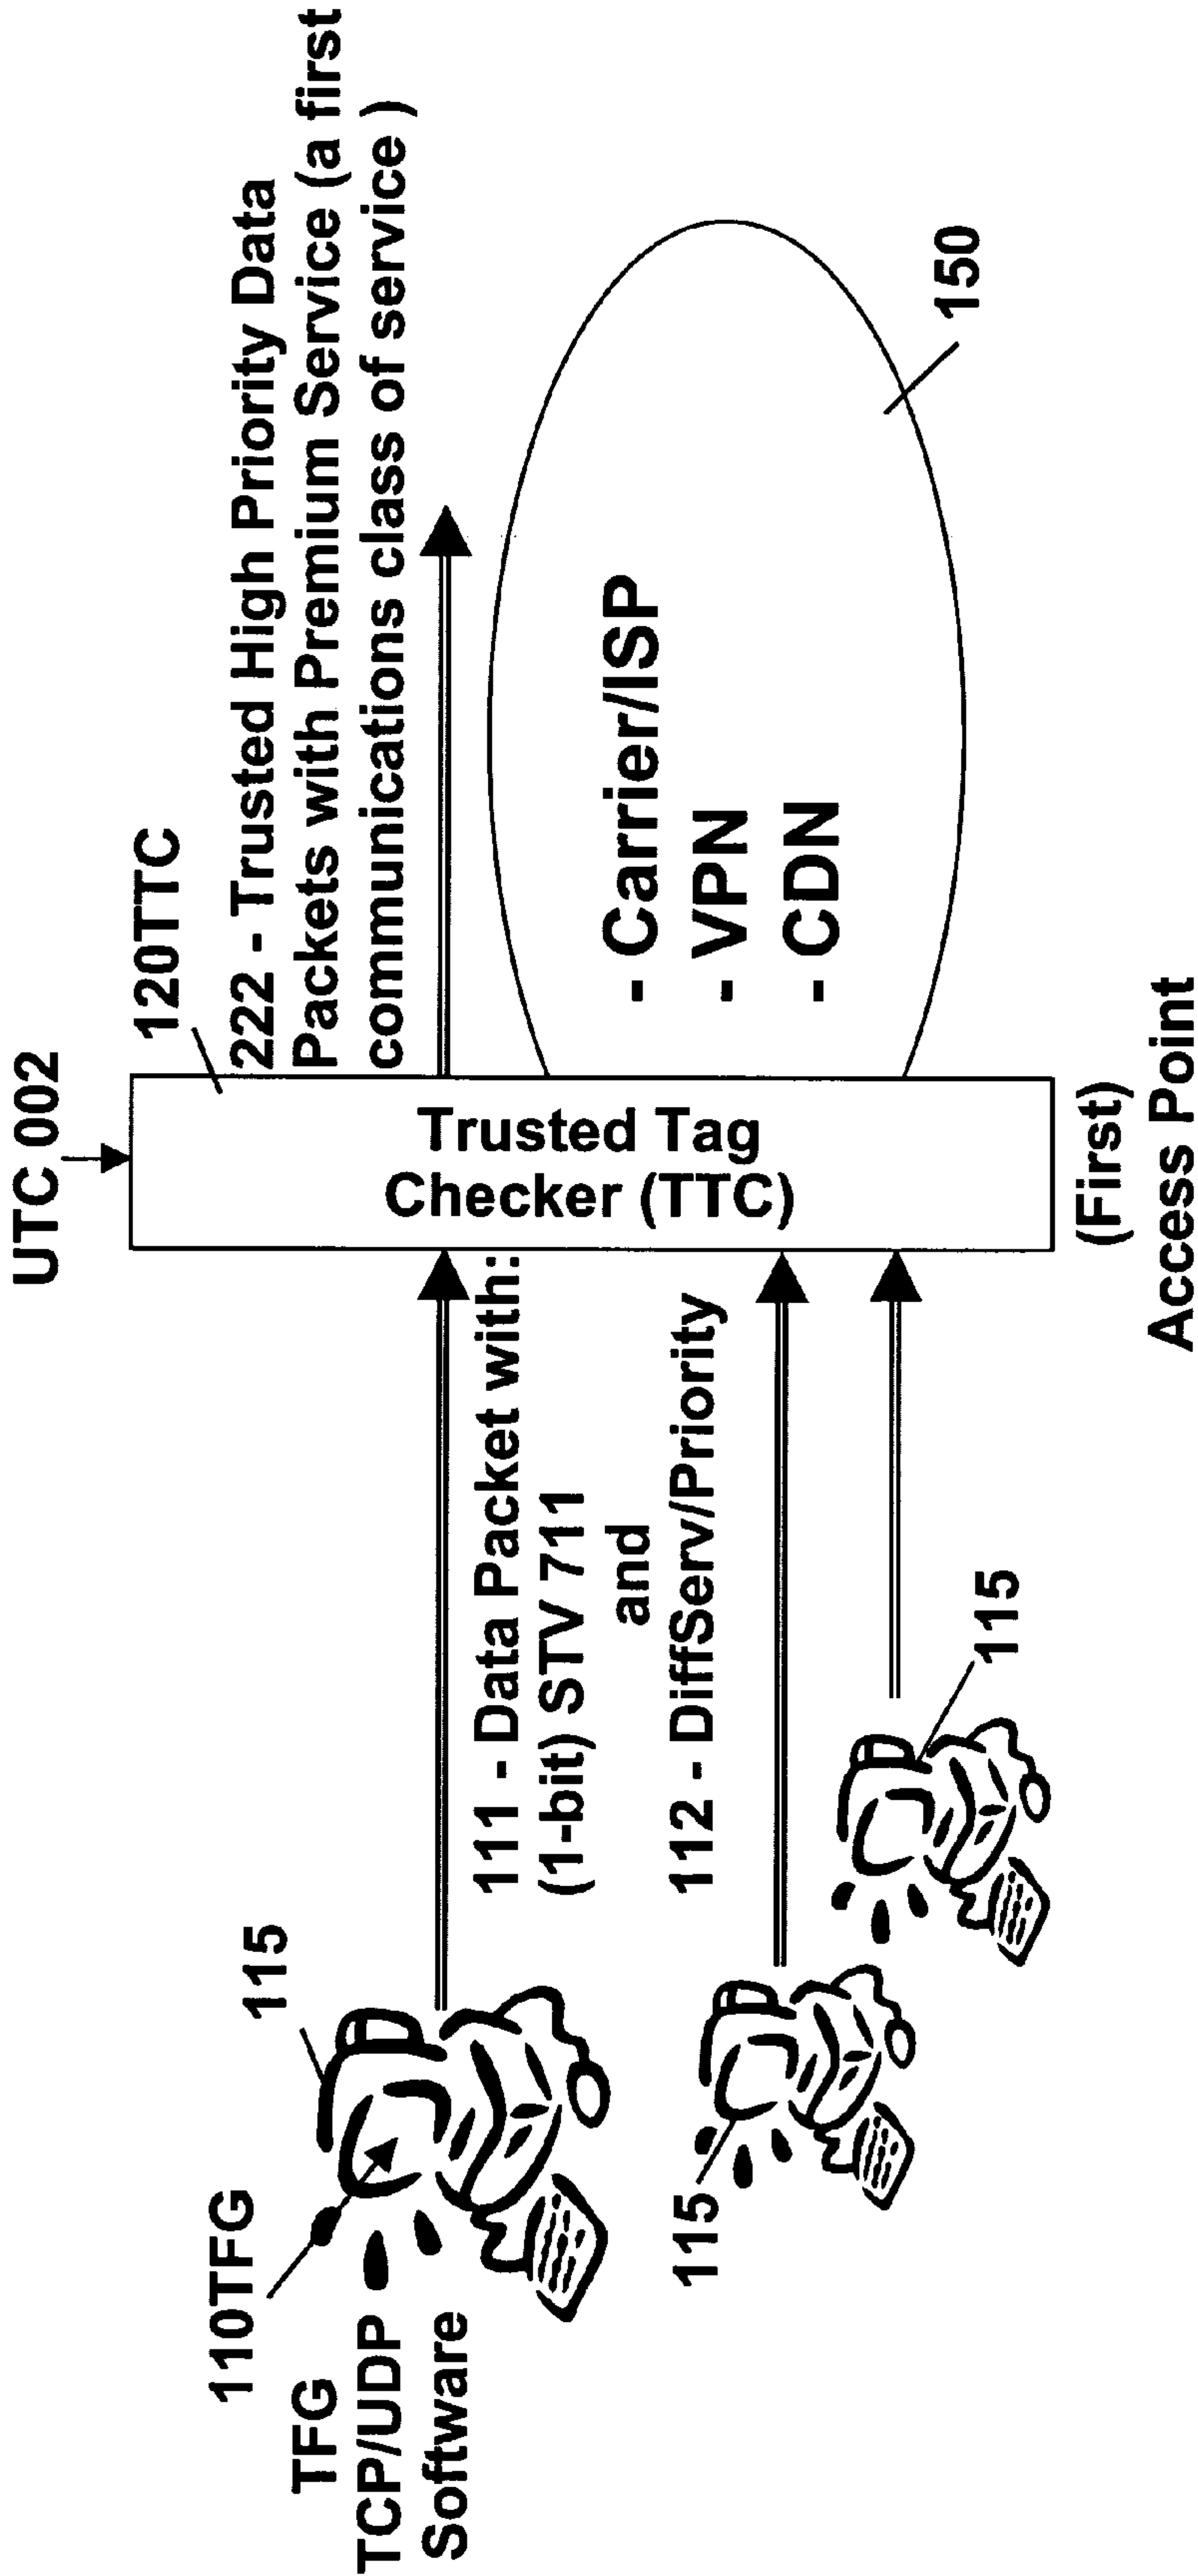 UTC 002
120TTC
222 - Trusted High Priority Data
Packets with Premium Service (a first
communications class of service )
110TFG
115
TFG
TCP/UDP
Software
111 - Data Packet with:
(1-bit) STV 711
and
112 - DiffServ/Priority
Trusted Tag
Checker (TTC)
- Carrier/ISP
- VPN
- CDN
150
115
115
(First)
Access Point